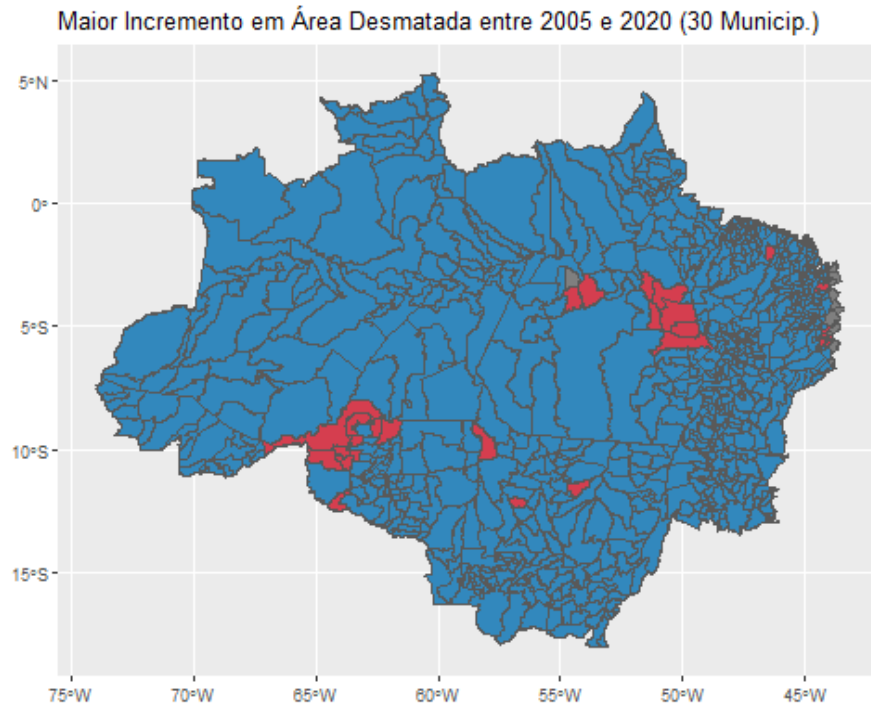 Maior Incremento em Área Desmatada entre 2005 e 2020 (30 Municip.)
5°N
0°
5°S
10°S
15°S
75°W 70°W 65°W 60°W 55°W 50°W 45°W